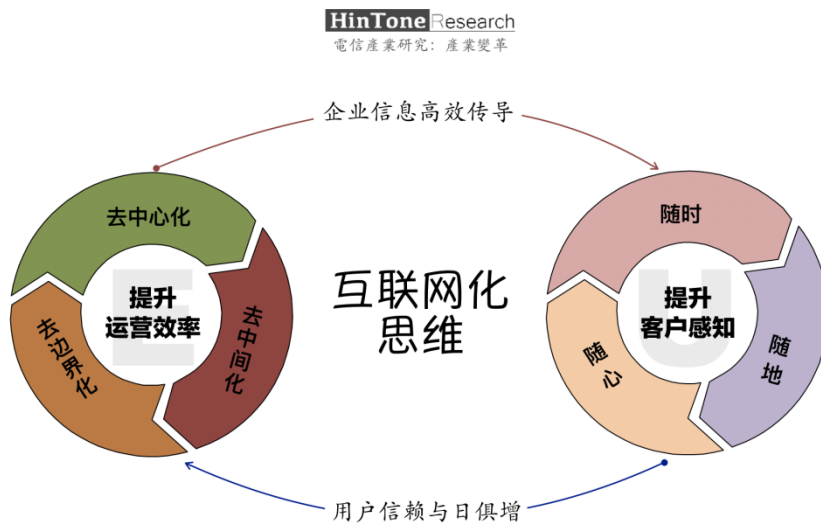 HinTone Research
電信產業研究：產業變革
企业信息高效传导
去中心化
去中间化
去边界化
E
提升
运营效率
互联网化
思维
随时
随地
随心
U
提升
客户感知
用户信赖与日俱增